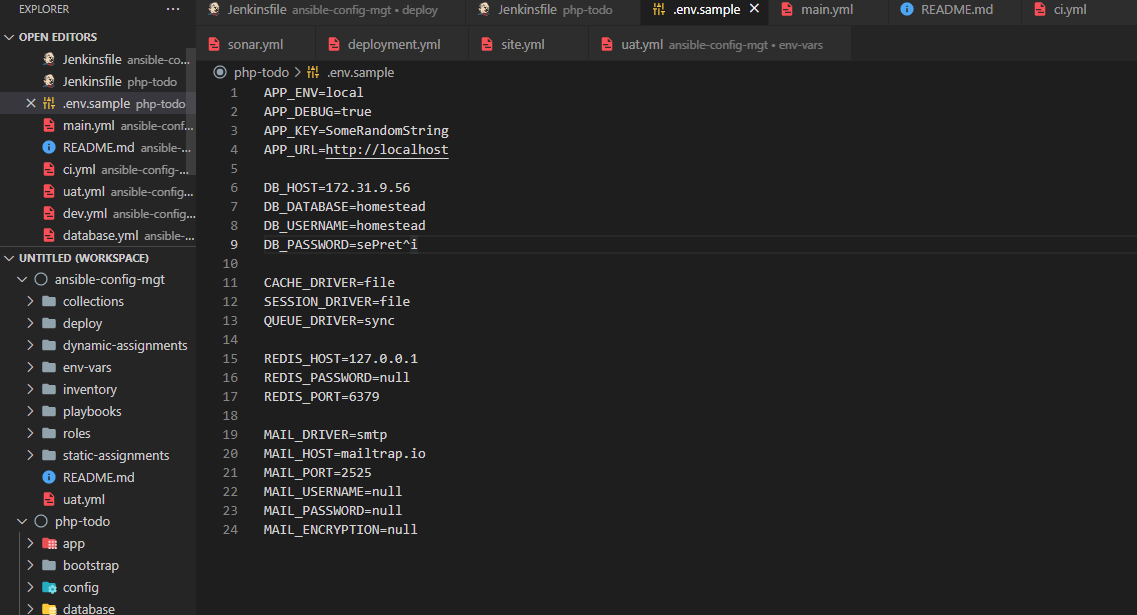 EXPLORER ...
Jenkinsfile ansible-config-mgt • deploy
Jenkinsfile php-todo
.env.sample
main.yml
README.md
ci.yml
sonar.yml
deployment.yml
site.yml
uat.yml ansible-config-mgt • env-vars
OPEN EDITORS
Jenkinsfile ansible-co...
Jenkinsfile php-todo
.env.sample php-todo
main.yml ansible-conf...
README.md ansible-...
ci.yml ansible-config-...
uat.yml ansible-config...
dev.yml ansible-config...
database.yml ansible-...
UNTITLED (WORKSPACE)
ansible-config-mgt
collections
deploy
dynamic-assignments
env-vars
inventory
playbooks
roles
static-assignments
README.md
uat.yml
php-todo
app
bootstrap
config
database
php-todo > .env.sample
1 APP_ENV=local
2 APP_DEBUG=true
3 APP_KEY=SomeRandomString
4 APP_URL=http://localhost
5
6 DB_HOST=172.31.9.56
7 DB_DATABASE=homestead
8 DB_USERNAME=homestead
9 DB_PASSWORD=sePret^i
10
11 CACHE_DRIVER=file
12 SESSION_DRIVER=file
13 QUEUE_DRIVER=sync
14
15 REDIS_HOST=127.0.0.1
16 REDIS_PASSWORD=null
17 REDIS_PORT=6379
18
19 MAIL_DRIVER=smtp
20 MAIL_HOST=mailtrap.io
21 MAIL_PORT=2525
22 MAIL_USERNAME=null
23 MAIL_PASSWORD=null
24 MAIL_ENCRYPTION=null